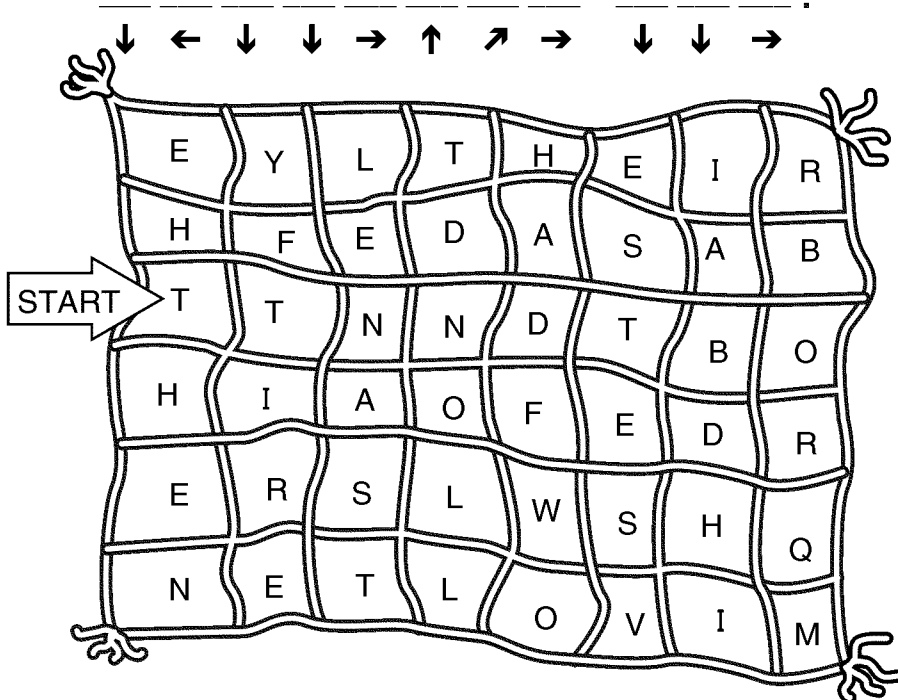 E Y L T H E I R
H F E D A S A B
START T T N N D T B O
H I A O F E D R
E R S L W S H Q
N E T L O V I M